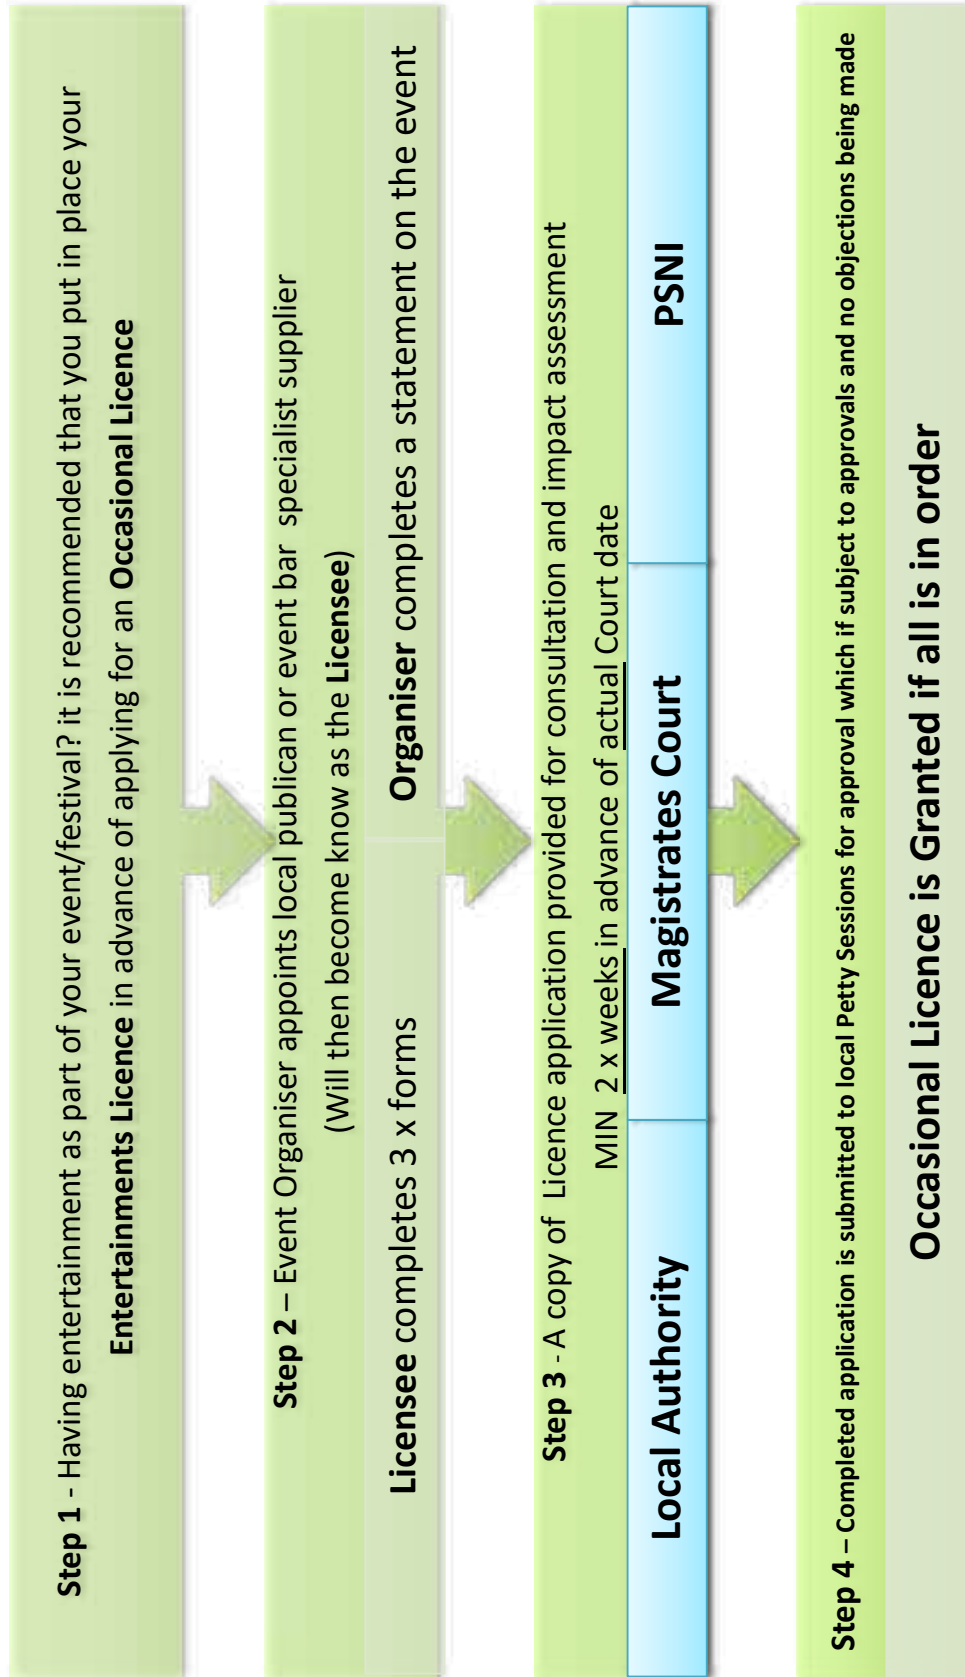 Step 1 - Having entertainment as part of your event/festival? it is recommended that you put in place your
Entertainments Licence in advance of applying for an Occasional Licence
Step 2 – Event Organiser appoints local publican or event bar specialist supplier
(Will then become know as the Licensee)
Licensee completes 3 x forms
Organiser completes a statement on the event
Step 3 - A copy of Licence application provided for consultation and impact assessment
MIN 2 x weeks in advance of actual Court date
Local Authority
Magistrates Court
PSNI
Step 4 – Completed application is submitted to local Petty Sessions for approval which if subject to approvals and no objections being made
Occasional Licence is Granted if all is in order